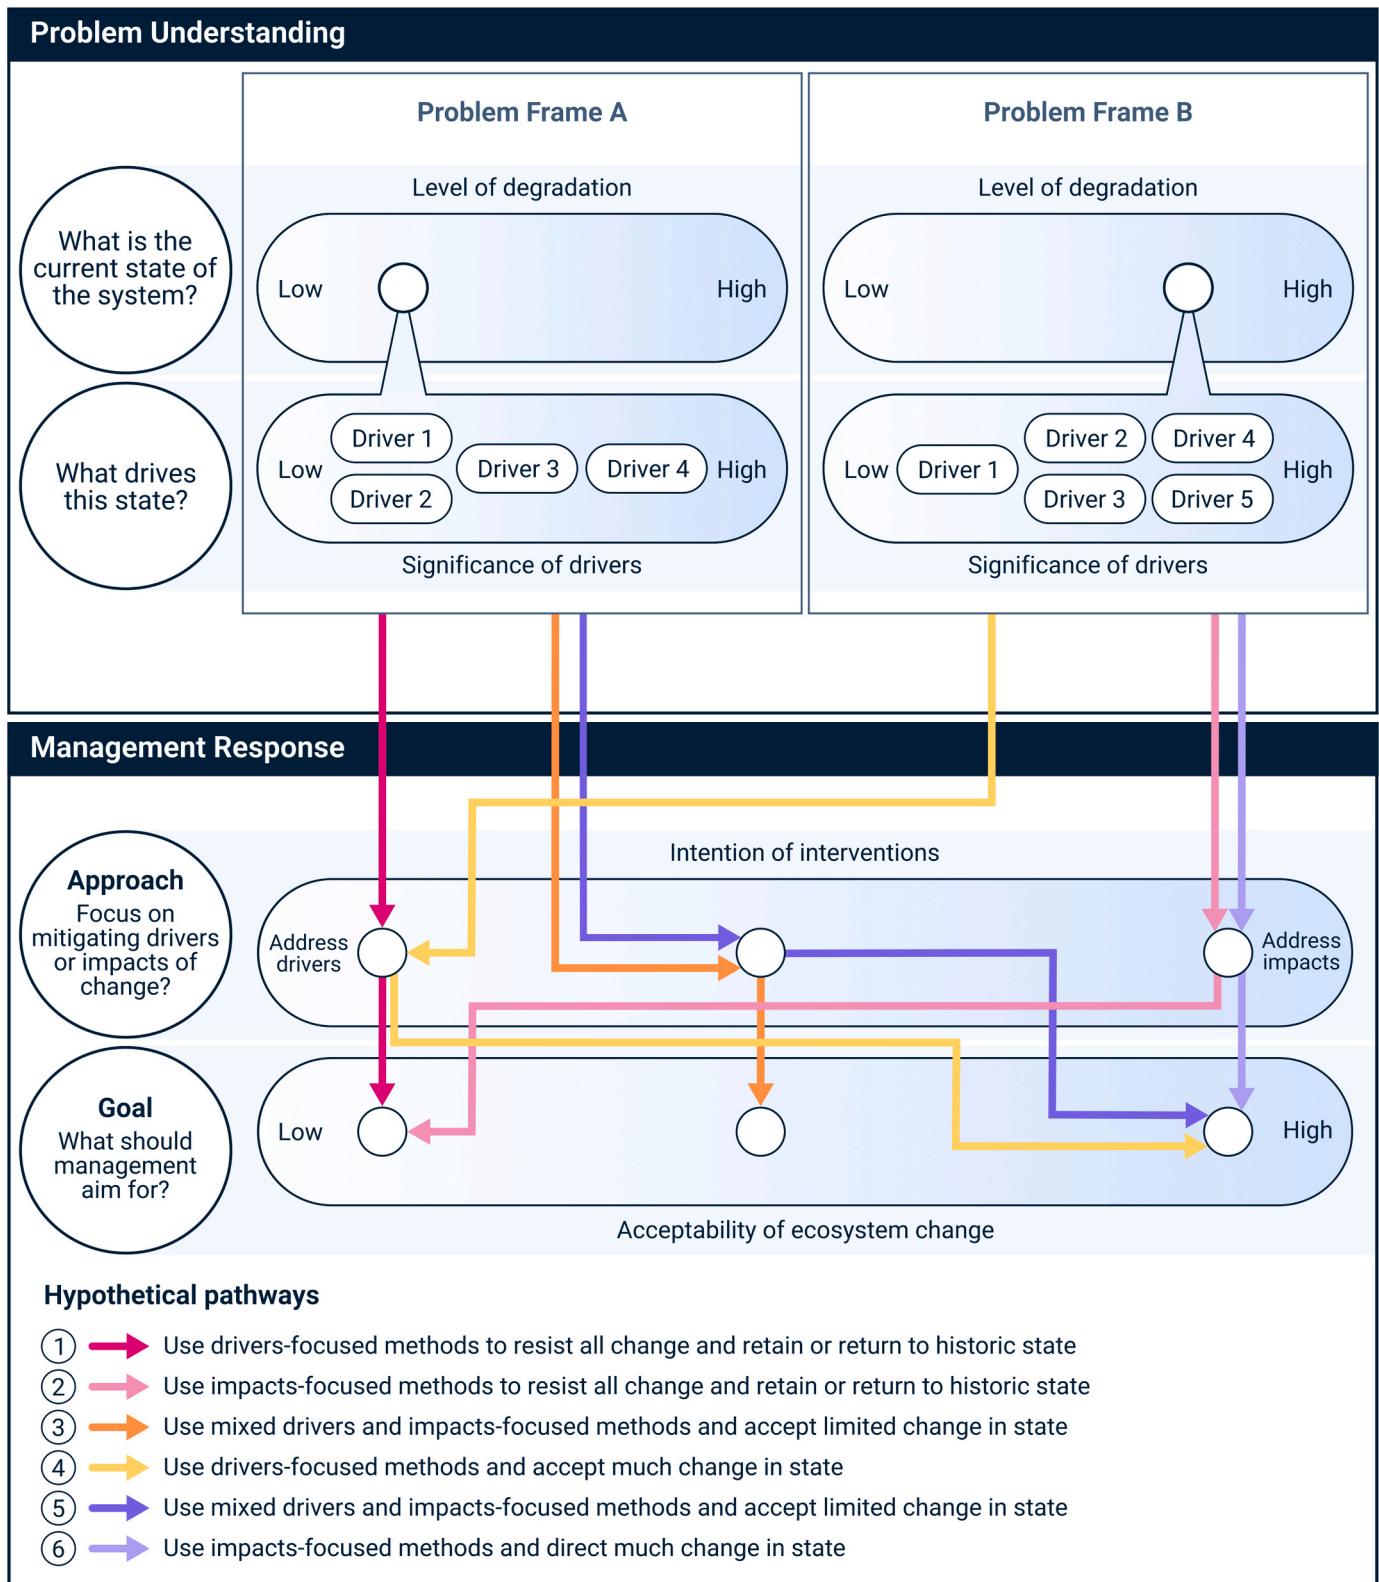 Problem Understanding
Problem Frame A
Problem Frame B
Level of degradation
Level of degradation
What is the
current state of
the system?
Low
High
Low
High
What drives
this state?
Low
Driver 1
Driver 2
Driver 3
Driver 4
High
Low
Driver 1
Driver 2
Driver 3
Driver 4
Driver 5
High
Significance of drivers
Significance of drivers
Management Response
Intention of interventions
Approach
Focus on
mitigating drivers
or impacts of
change?
Address
drivers
Address
impacts
Goal
What should
management
aim for?
Low
High
Acceptability of ecosystem change
Hypothetical pathways
1 Use drivers-focused methods to resist all change and retain or return to historic state
2 Use impacts-focused methods to resist all change and retain or return to historic state
3 Use mixed drivers and impacts-focused methods and accept limited change in state
4 Use drivers-focused methods and accept much change in state
5 Use mixed drivers and impacts-focused methods and accept limited change in state
6 Use impacts-focused methods and direct much change in state